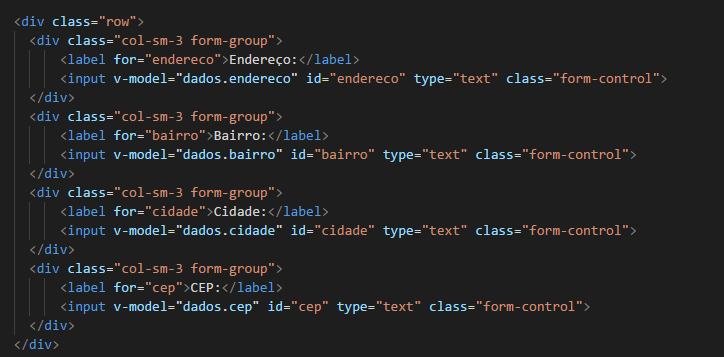 <div class="row">
<div class="col-sm-3 form-group">
<label for="endereco">Endereço:</label>
<input v-model="dados.endereco" id="endereco" type="text" class="form-control">
</div>
<div class="col-sm-3 form-group">
<label for="bairro">Bairro:</label>
<input v-model="dados.bairro" id="bairro" type="text" class="form-control">
</div>
<div class="col-sm-3 form-group">
<label for="cidade">Cidade:</label>
<input v-model="dados.cidade" id="cidade" type="text" class="form-control">
</div>
<div class="col-sm-3 form-group">
<label for="cep">CEP:</label>
<input v-model="dados.cep" id="cep" type="text" class="form-control">
</div>
</div>